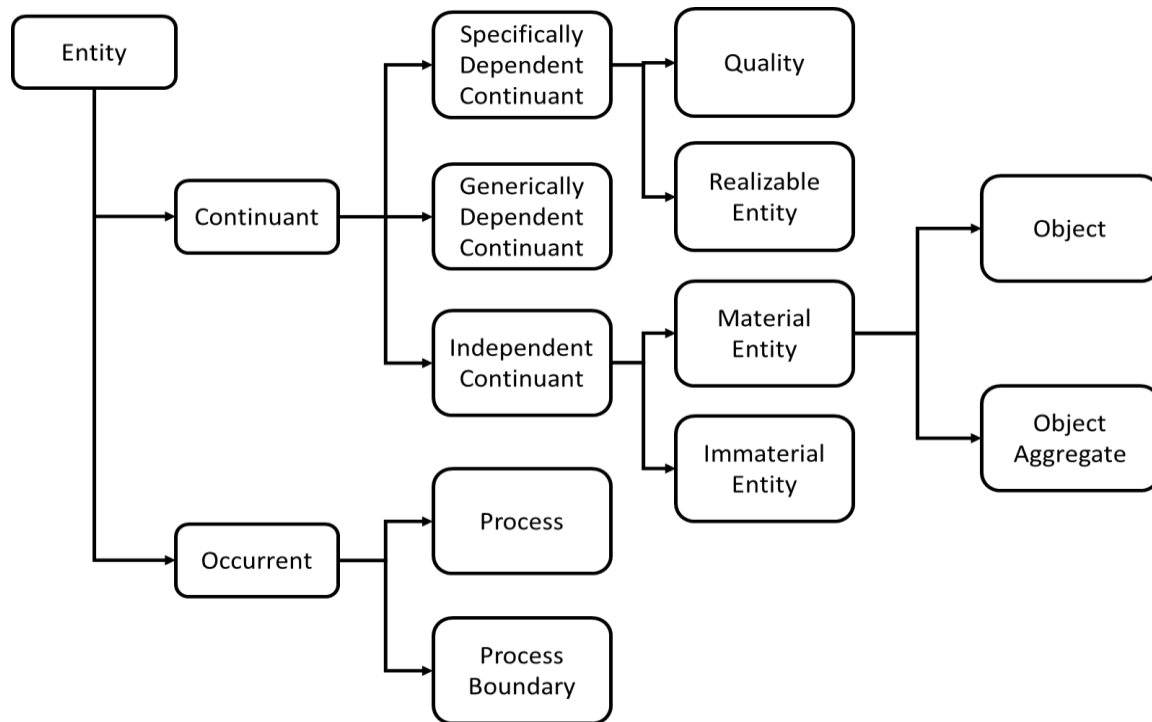 Entity
Continuant
Specifically
Dependent
Continuant
Quality
Realizable
Entity
Generically
Dependent
Continuant
Independent
Continuant
Material
Entity
Object
Object
Aggregate
Immaterial
Entity
Occurrent
Process
Process
Boundary